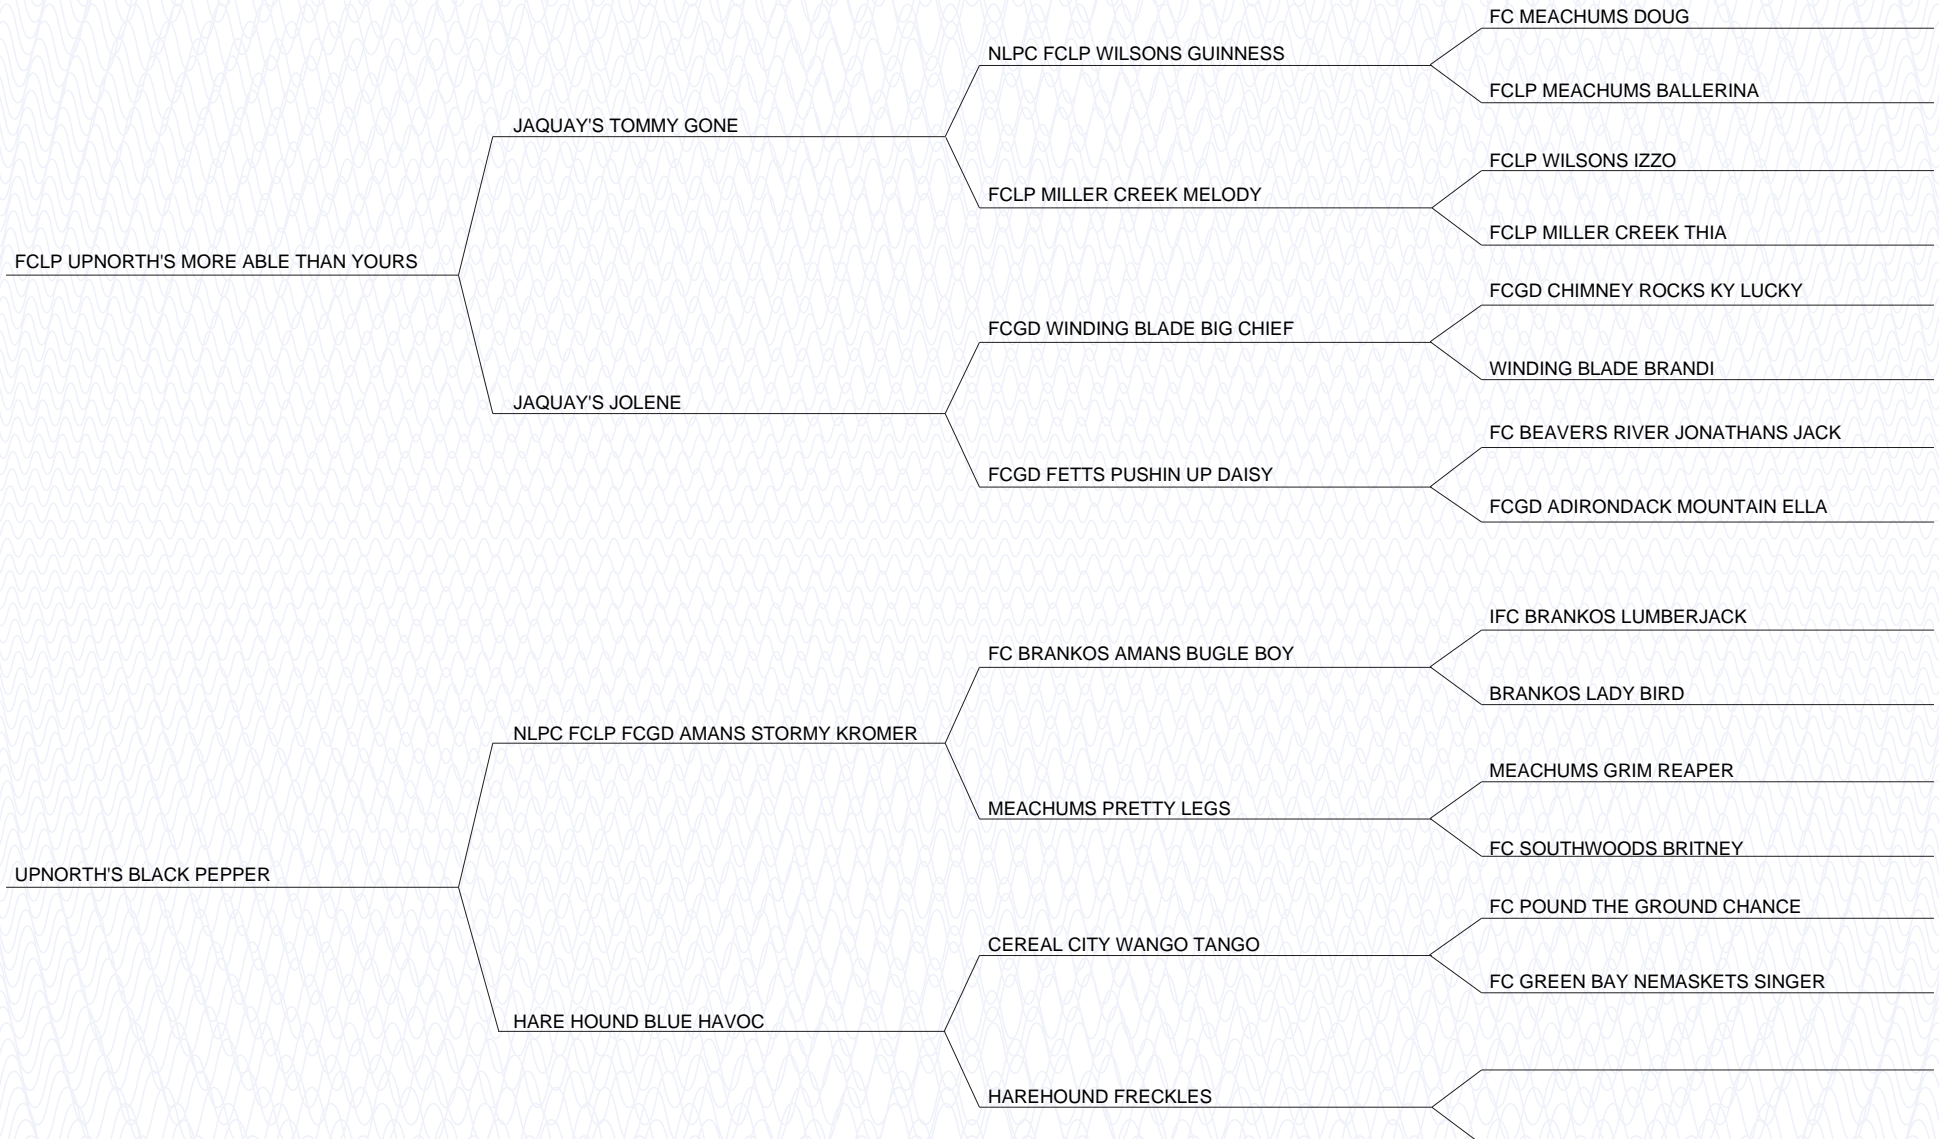 FC MEACHUMS DOUG
NLPC FCLP WILSONS GUINNESS
FCLP MEACHUMS BALLERINA
JAQUAY'S TOMMY GONE
FCLP WILSONS IZZO
FCLP MILLER CREEK MELODY
FCLP MILLER CREEK THIA
FCLP UPNORTH'S MORE ABLE THAN YOURS
FCGD CHIMNEY ROCKS KY LUCKY
FCGD WINDING BLADE BIG CHIEF
WINDING BLADE BRANDI
JAQUAY'S JOLENE
FC BEAVERS RIVER JONATHANS JACK
FCGD FETTS PUSHIN UP DAISY
FCGD ADIRONDACK MOUNTAIN ELLA
IFC BRANKOS LUMBERJACK
FC BRANKOS AMANS BUGLE BOY
BRANKOS LADY BIRD
NLPC FCLP FCGD AMANS STORMY KROMER
MEACHUMS GRIM REAPER
MEACHUMS PRETTY LEGS
FC SOUTHWOODS BRITNEY
UPNORTH'S BLACK PEPPER
FC POUND THE GROUND CHANCE
CEREAL CITY WANGO TANGO
FC GREEN BAY NEMASKETS SINGER
HARE HOUND BLUE HAVOC
HAREHOUND FRECKLES